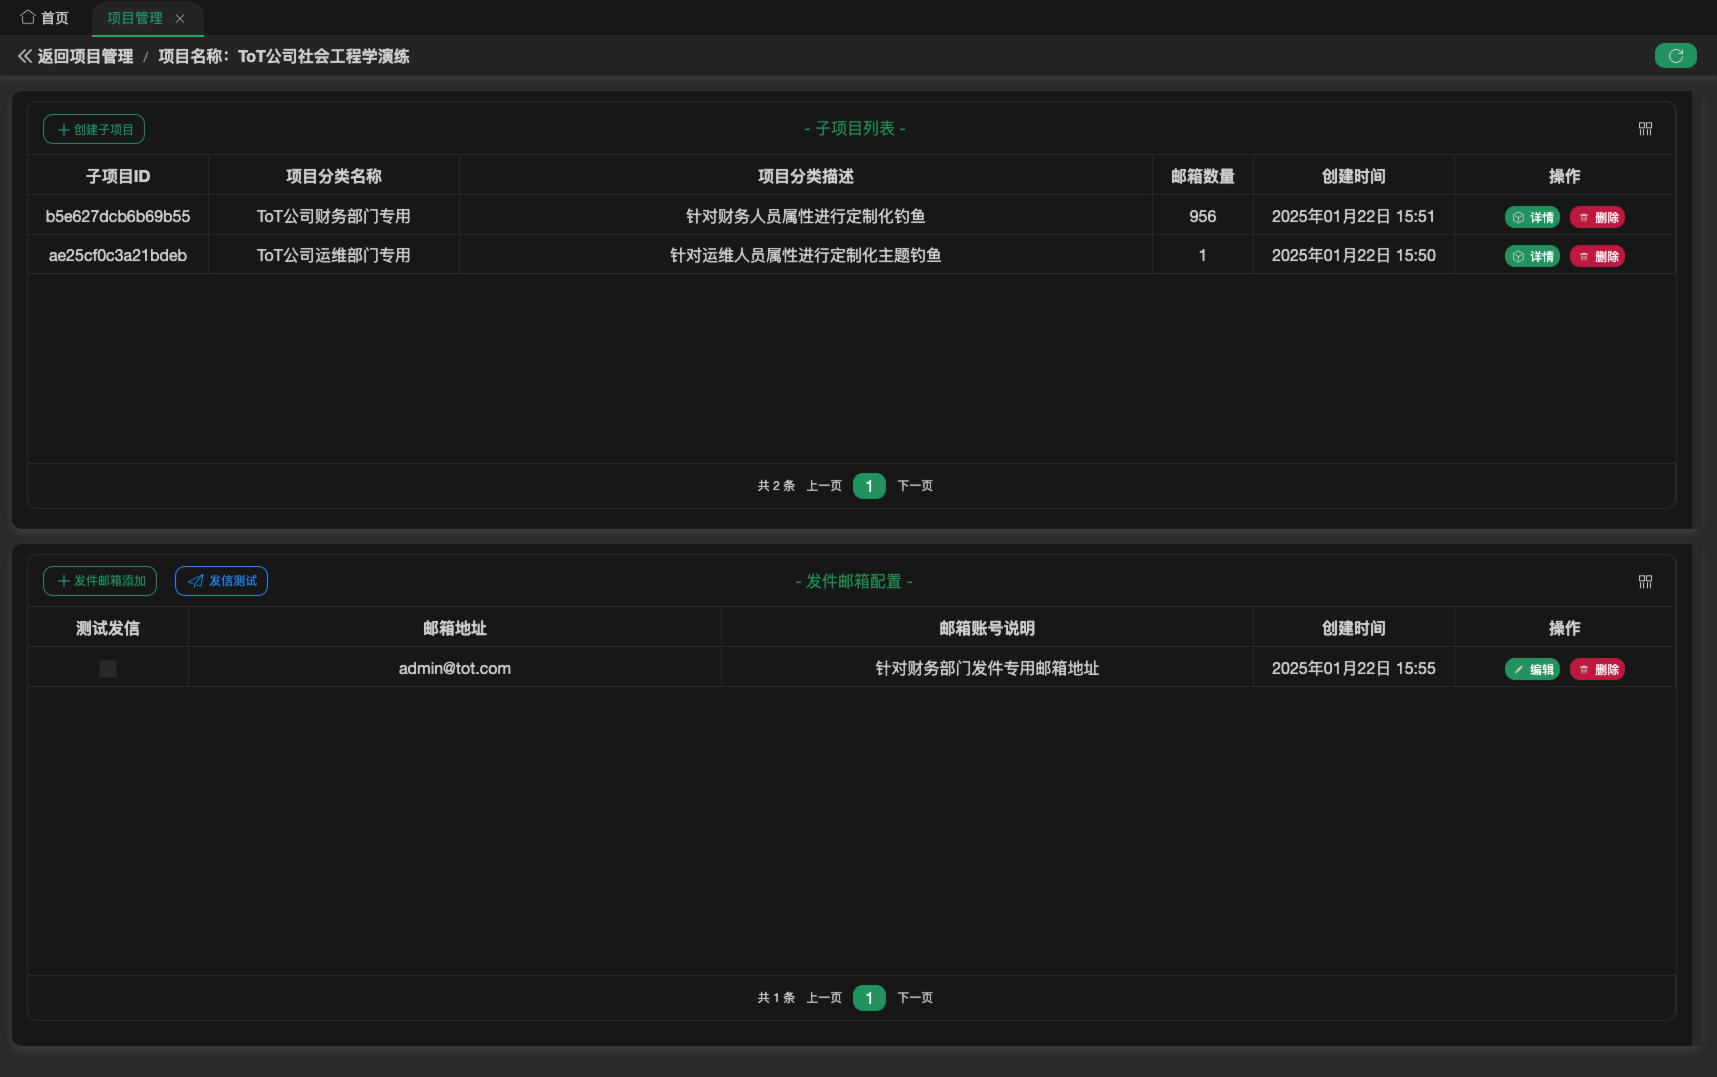 首页 项目管理
返回项目管理 / 项目名称：ToT公司社会工程学演练
创建子项目 - 子项目列表 -
子项目ID 项目分类名称 项目分类描述 邮箱数量 创建时间 操作
b5e627dcb6b69b55 ToT公司财务部门专用 针对财务人员属性进行定制化钓鱼 956 2025年01月22日 15:51 详情 删除
ae25cf0c3a21bdeb ToT公司运维部门专用 针对运维人员属性进行定制化主题钓鱼 1 2025年01月22日 15:50 详情 删除
共 2 条 上一页 1 下一页
发件邮箱添加 发信测试 - 发件邮箱配置 -
测试发信 邮箱地址 邮箱账号说明 创建时间 操作
admin@tot.com 针对财务部门发件专用邮箱地址 2025年01月22日 15:55 编辑 删除
共 1 条 上一页 1 下一页